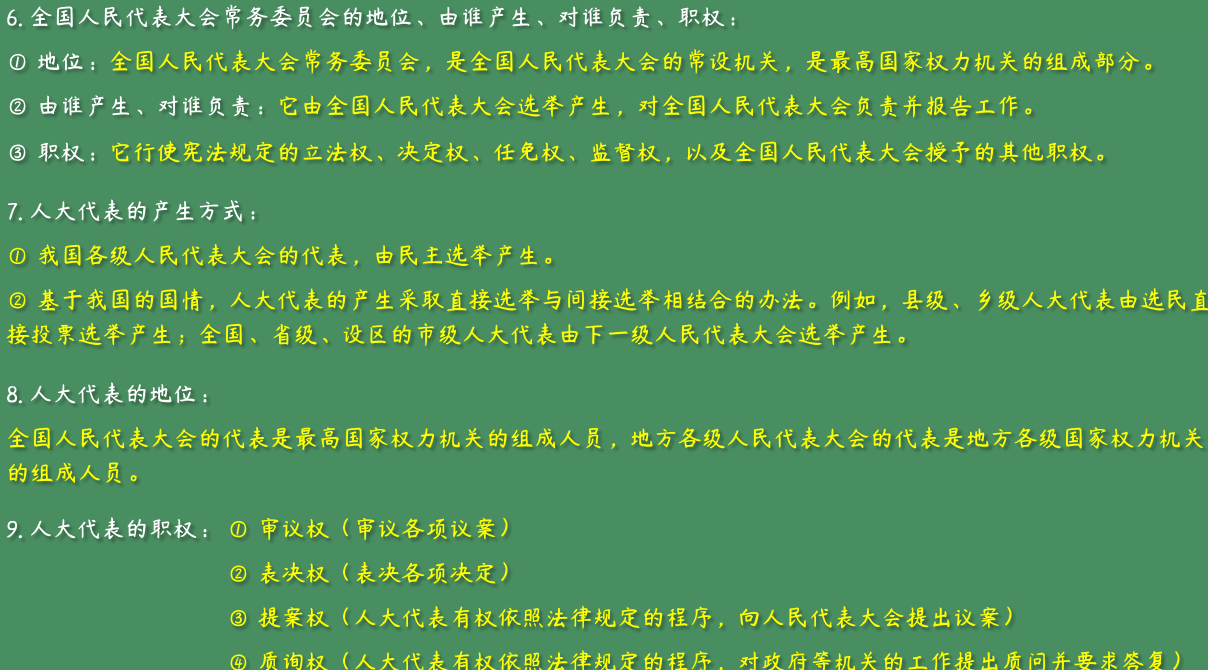 6. 全国人民代表大会常务委员会的地位、由谁产生、对谁负责、职权：
① 地位：全国人民代表大会常务委员会，是全国人民代表大会的常设机关，是最高国家权力机关的组成部分。
② 由谁产生、对谁负责：它由全国人民代表大会选举产生，对全国人民代表大会负责并报告工作。
③ 职权：它行使宪法规定的立法权、决定权、任免权、监督权，以及全国人民代表大会授予的其他职权。
7. 人大代表的产生方式：
① 我国各级人民代表大会的代表，由民主选举产生。
② 基于我国的国情，人大代表的产生采取直接选举与间接选举相结合的办法。例如，县级、乡级人大代表由选民直
接投票选举产生；全国、省级、设区的市级人大代表由下一级人民代表大会选举产生。
8. 人大代表的地位：
全国人民代表大会的代表是最高国家权力机关的组成人员，地方各级人民代表大会的代表是地方各级国家权力机关
的组成人员。
9. 人大代表的职权： ① 审议权（审议各项议案）
② 表决权（表决各项决定）
③ 提案权（人大代表有权依照法律规定的程序，向人民代表大会提出议案）
④ 质询权（人大代表有权依照法律规定的程序，对政府等机关的工作提出质问并要求答复）